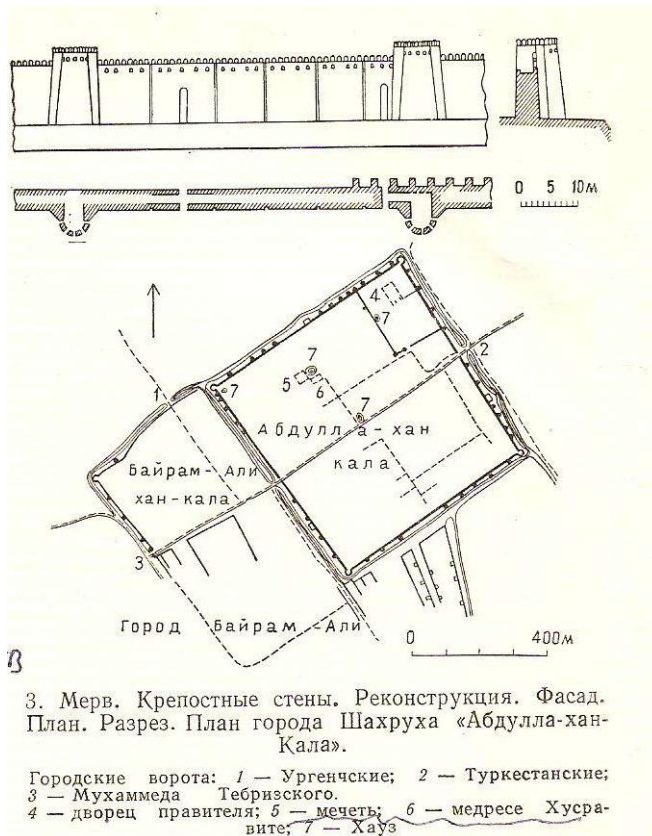 0 5 10м
4
7
2
7
7
5
6
1
7
Абдулла-хан
кала
Байрам-Али
хан-кала
3
Город Байрам-Али
0 400м
В
3. Мерв. Крепостные стены. Реконструкция. Фасад.
План. Разрез. План города Шахруха «Абдулла-хан-
Кала».
Городские ворота: 1 — Ургенчские; 2 — Туркестанские;
3 — Мухаммеда Тебризского.
4 — дворец правителя; 5 — мечеть; 6 — медресе Хусра-
вите; 7 — Хауз